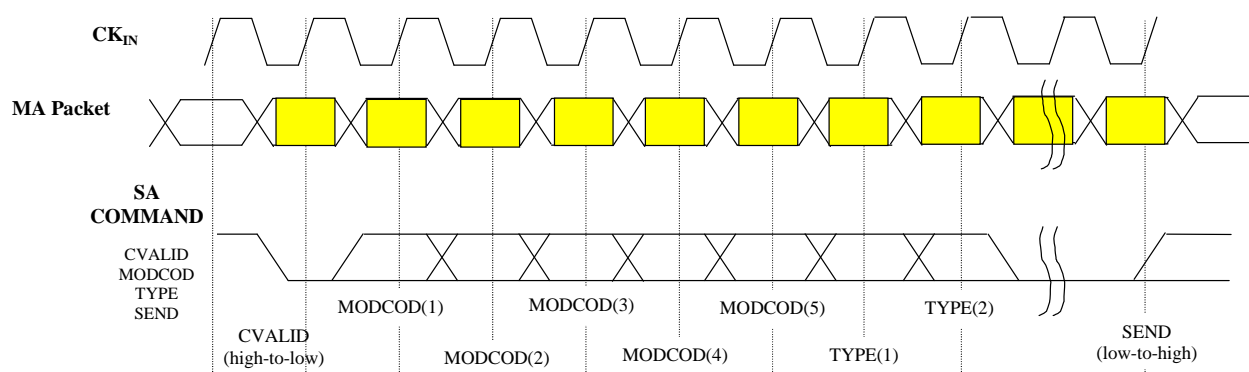 CKIN
MA Packet
SA
COMMAND
CVALID
MODCOD
TYPE
SEND
MODCOD(1)
MODCOD(3)
MODCOD(5)
TYPE(2)
CVALID
(high-to-low)
MODCOD(2)
MODCOD(4)
TYPE(1)
SEND
(low-to-high)